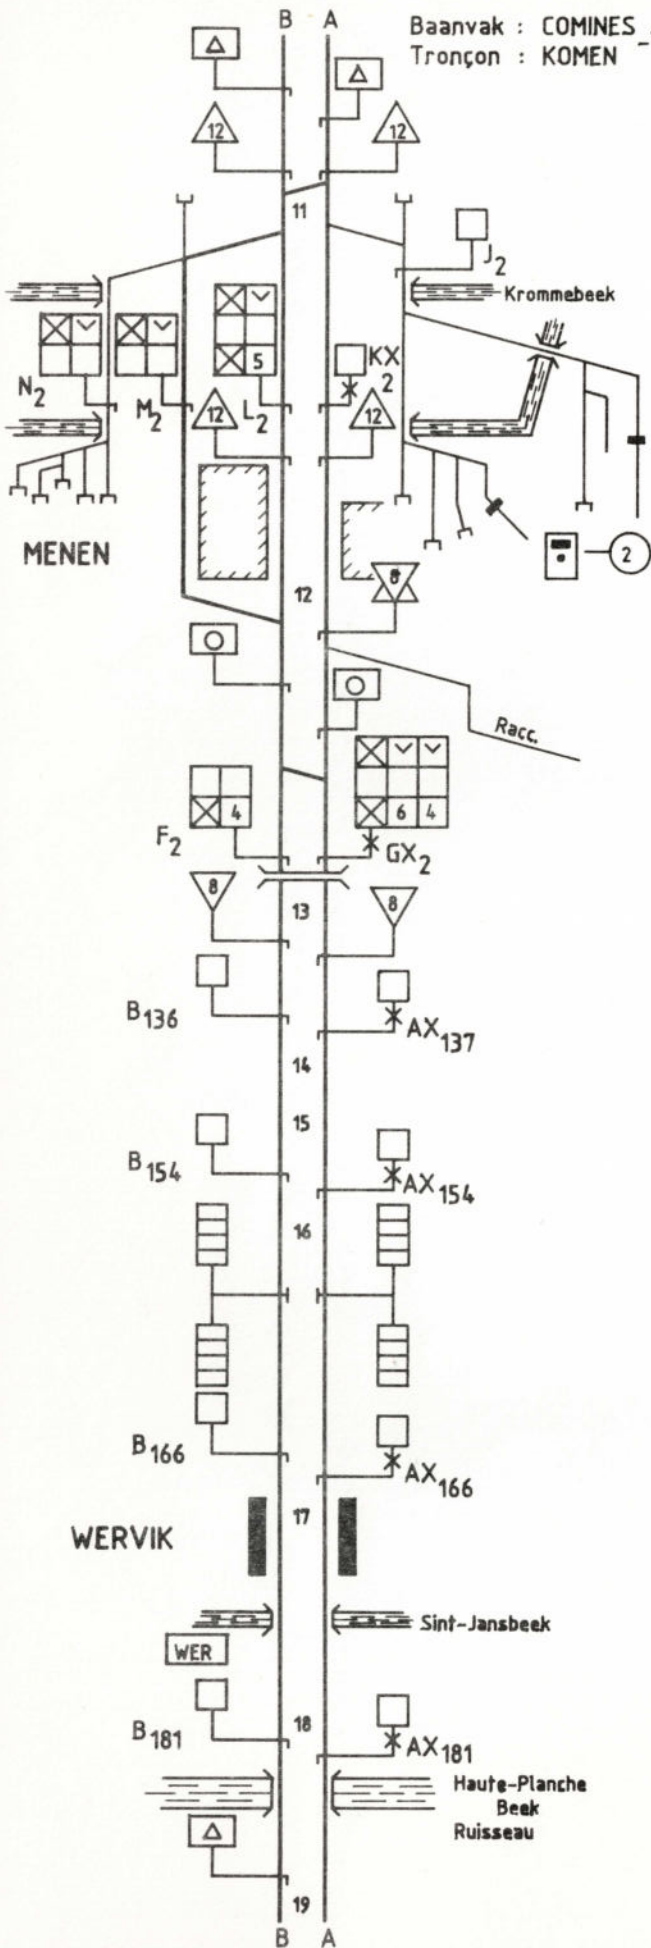 B A
Baanvak : COMINES
Tronçon : KOMEN -
12 12
11
J2
Krommebeek
5
N2 M2 L2 KX2
12 12
MENEN
2
12
8
Racc.
4 6 4
F2 GX2
8 13 8
B136 AX137
14
15
B154 AX154
16
B166 AX166
17
WERVIK
Sint-Jansbeek
WER
18
B181 AX181
Haute-Planche
Beek
Ruisseau
19
B A